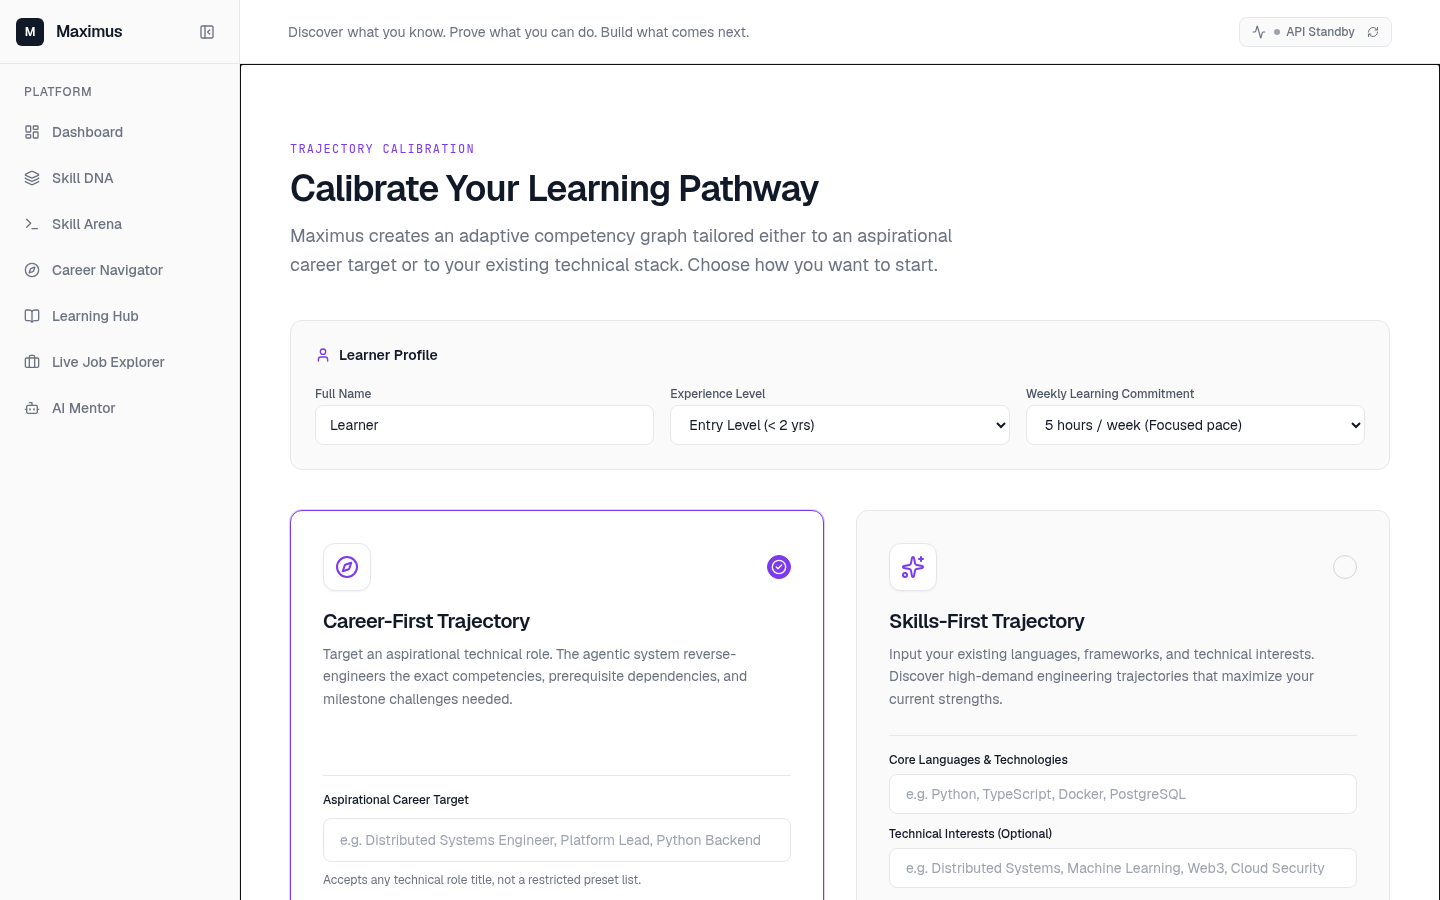 M Maximus
Discover what you know. Prove what you can do. Build what comes next.
API Standby
PLATFORM
Dashboard
Skill DNA
Skill Arena
Career Navigator
Learning Hub
Live Job Explorer
AI Mentor
TRAJECTORY CALIBRATION
Calibrate Your Learning Pathway
Maximus creates an adaptive competency graph tailored either to an aspirational
career target or to your existing technical stack. Choose how you want to start.
Learner Profile
Full Name
Learner
Experience Level
Entry Level (< 2 yrs)
Weekly Learning Commitment
5 hours / week (Focused pace)
Career-First Trajectory
Target an aspirational technical role. The agentic system reverse-
engineers the exact competencies, prerequisite dependencies, and
milestone challenges needed.
Aspirational Career Target
e.g. Distributed Systems Engineer, Platform Lead, Python Backend
Accepts any technical role title, not a restricted preset list.
Skills-First Trajectory
Input your existing languages, frameworks, and technical interests.
Discover high-demand engineering trajectories that maximize your
current strengths.
Core Languages & Technologies
e.g. Python, TypeScript, Docker, PostgreSQL
Technical Interests (Optional)
e.g. Distributed Systems, Machine Learning, Web3, Cloud Security